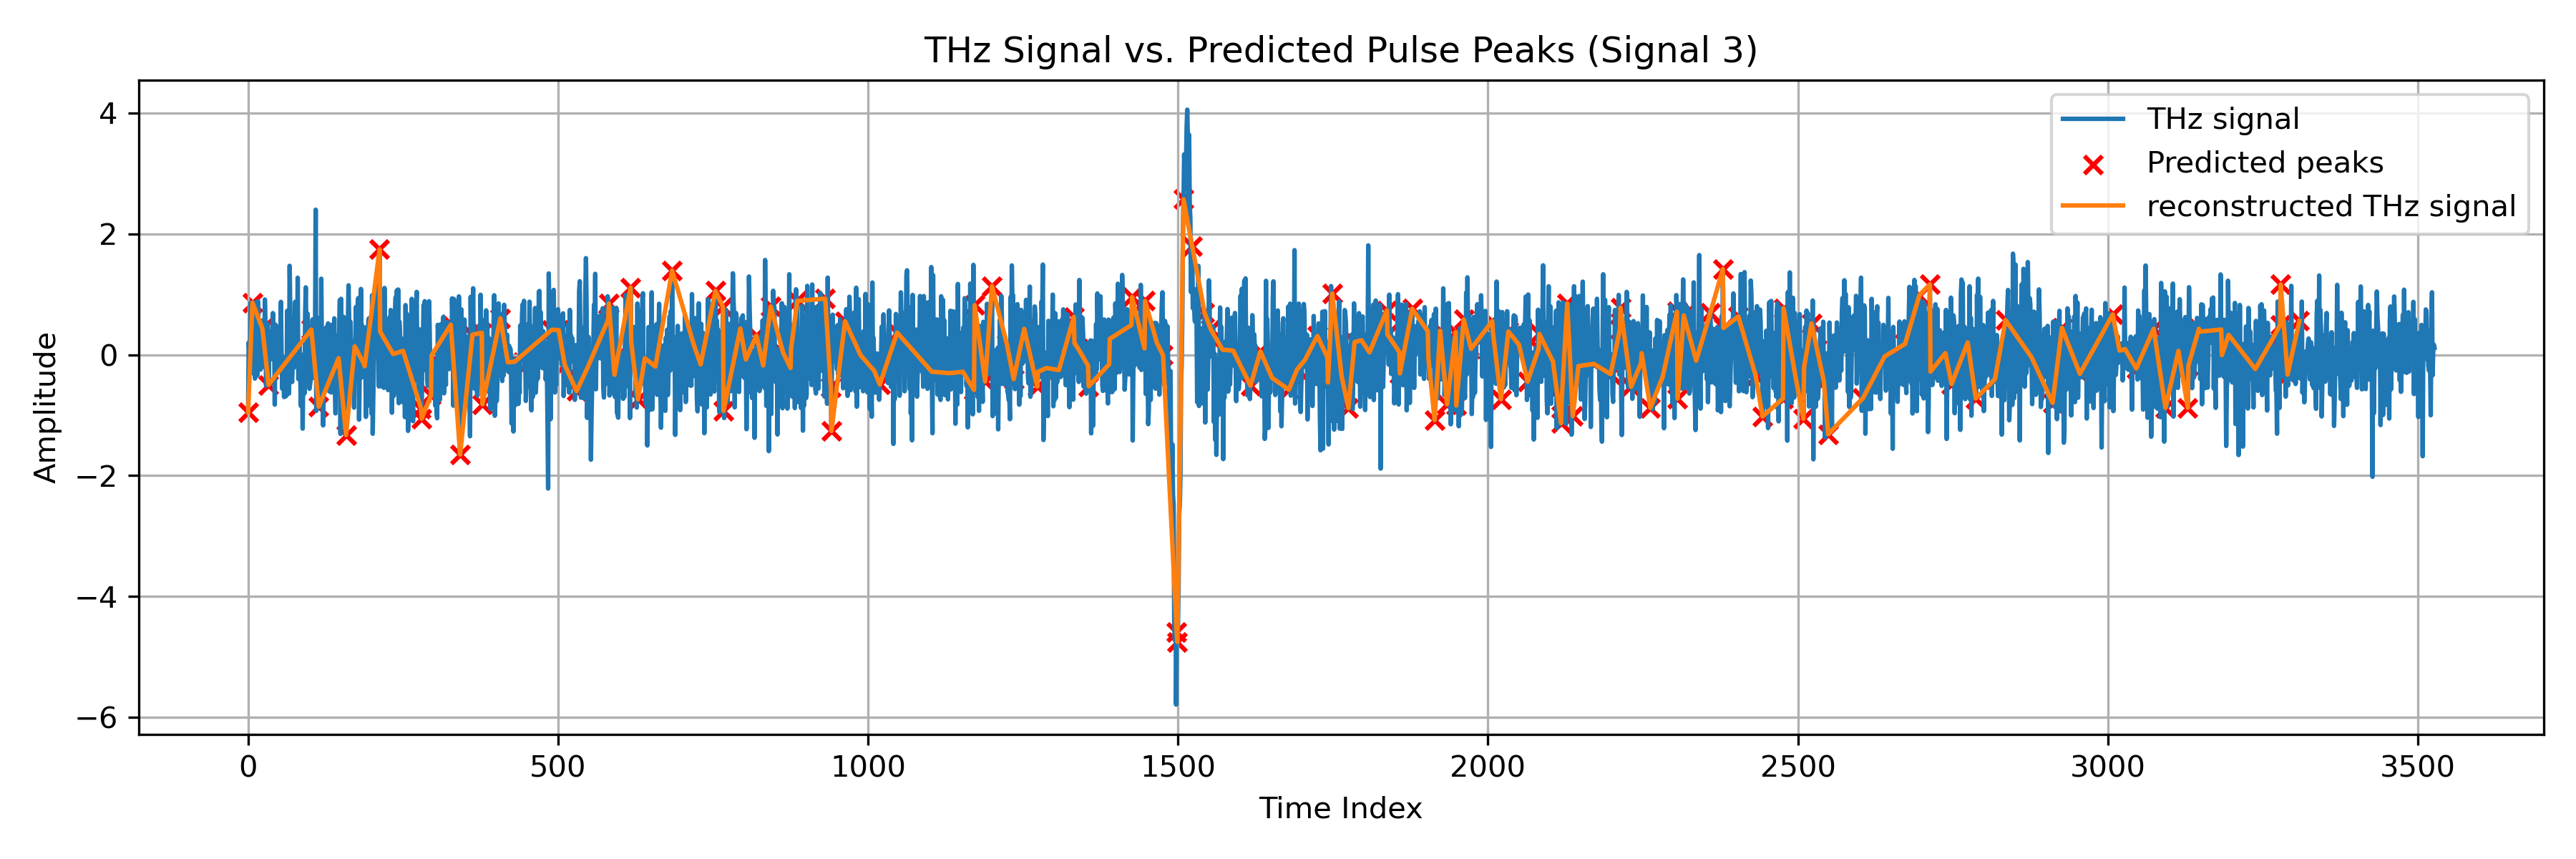 THz Signal vs. Predicted Pulse Peaks (Signal 3)
THz signal
Predicted peaks
reconstructed THz signal
Amplitude
4
2
0
−2
−4
−6
0 500 1000 1500 2000 2500 3000 3500
Time Index